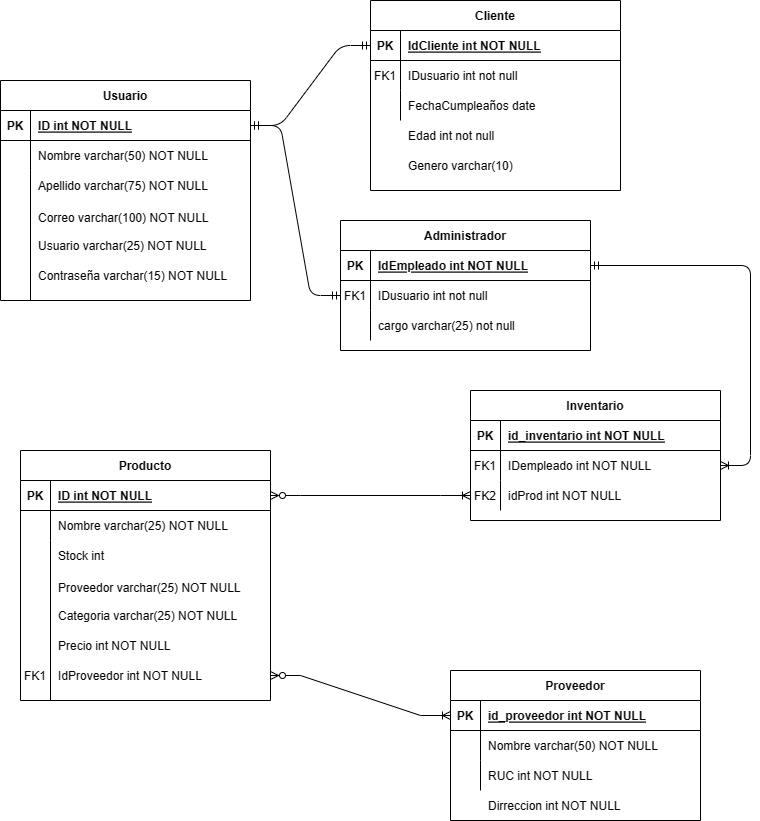 Cliente
PK IdCliente int NOT NULL
FK1 IDusuario int not null
FechaCumpleaños date
Edad int not null
Genero varchar(10)
Usuario
PK ID int NOT NULL
Nombre varchar(50) NOT NULL
Apellido varchar(75) NOT NULL
Correo varchar(100) NOT NULL
Usuario varchar(25) NOT NULL
Contraseña varchar(15) NOT NULL
Administrador
PK IdEmpleado int NOT NULL
FK1 IDusuario int not null
cargo varchar(25) not null
Inventario
PK id_inventario int NOT NULL
FK1 IDempleado int NOT NULL
FK2 idProd int NOT NULL
Producto
PK ID int NOT NULL
Nombre varchar(25) NOT NULL
Stock int
Proveedor varchar(25) NOT NULL
Categoria varchar(25) NOT NULL
Precio int NOT NULL
FK1 IdProveedor int NOT NULL
Proveedor
PK id_proveedor int NOT NULL
Nombre varchar(50) NOT NULL
RUC int NOT NULL
Dirreccion int NOT NULL